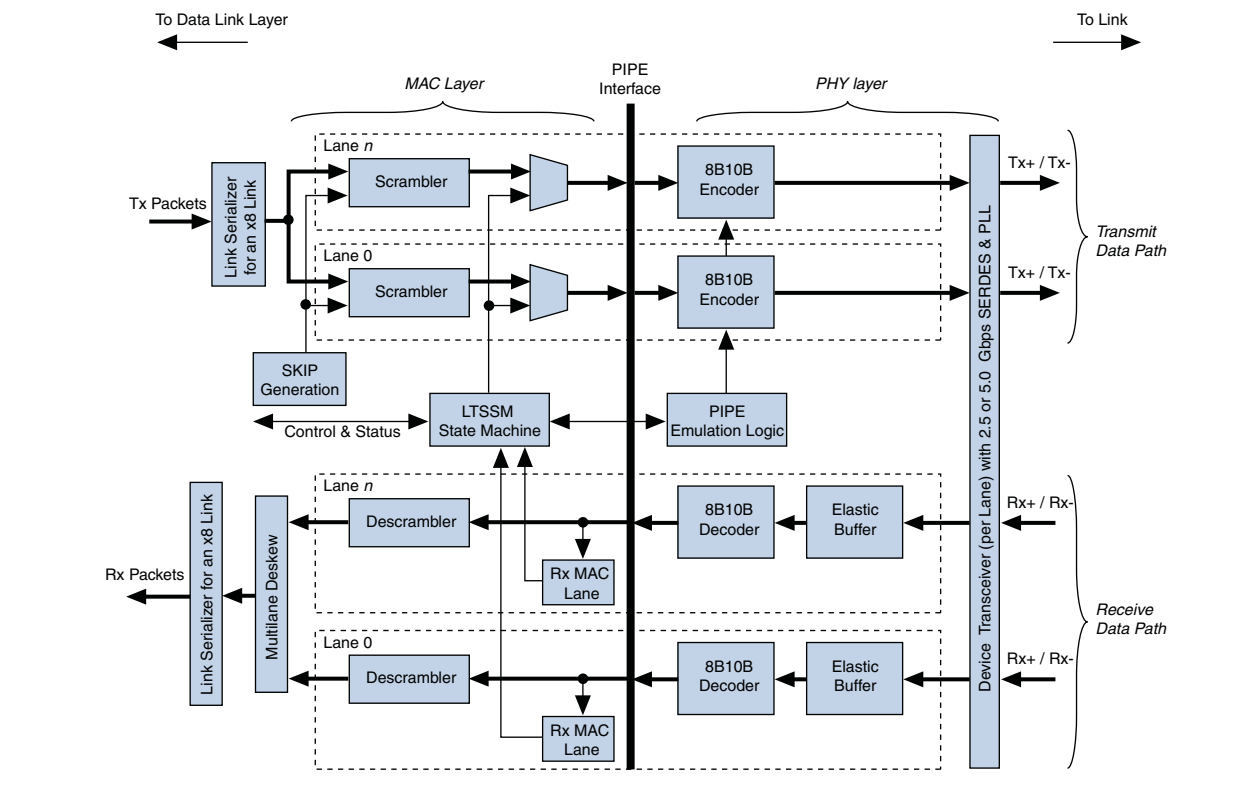 To Data Link Layer
To Link
PIPE
Interface
MAC Layer
PHY layer
Lane n
Scrambler
8B10B
Encoder
Tx+ / Tx-
Tx Packets
Link Serializer
for an x8 Link
Transmit
Data Path
Lane 0
Scrambler
8B10B
Encoder
Tx+ / Tx-
SKIP
Generation
Control & Status
LTSSM
State Machine
PIPE
Emulation Logic
Device Transceiver (per Lane) with 2.5 or 5.0 Gbps SERDES & PLL
Lane n
Descrambler
Rx MAC
Lane
8B10B
Decoder
Elastic
Buffer
Rx+ / Rx-
Rx Packets
Link Serializer for an x8 Link
Multilane Deskew
Receive
Data Path
Lane 0
Descrambler
Rx MAC
Lane
8B10B
Decoder
Elastic
Buffer
Rx+ / Rx-